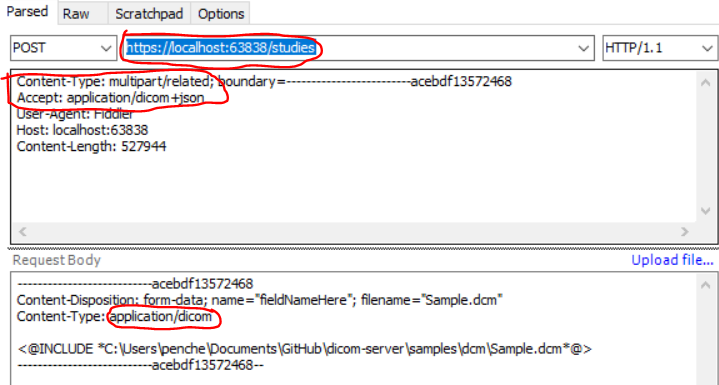 Parsed Raw Scratchpad Options
POST https://localhost:63838/studies HTTP/1.1
Content-Type: multipart/related; boundary=-------------------------acebdf13572468
Accept: application/dicom+json
User-Agent: Fiddler
Host: localhost:63838
Content-Length: 527944
Request Body Upload file...
---------------------------acebdf13572468
Content-Disposition: form-data; name="fieldNameHere"; filename="Sample.dcm"
Content-Type: application/dicom
<@INCLUDE *C:\Users\penche\Documents\GitHub\dicom-server\samples\dcm\Sample.dcm*@>
---------------------------acebdf13572468--